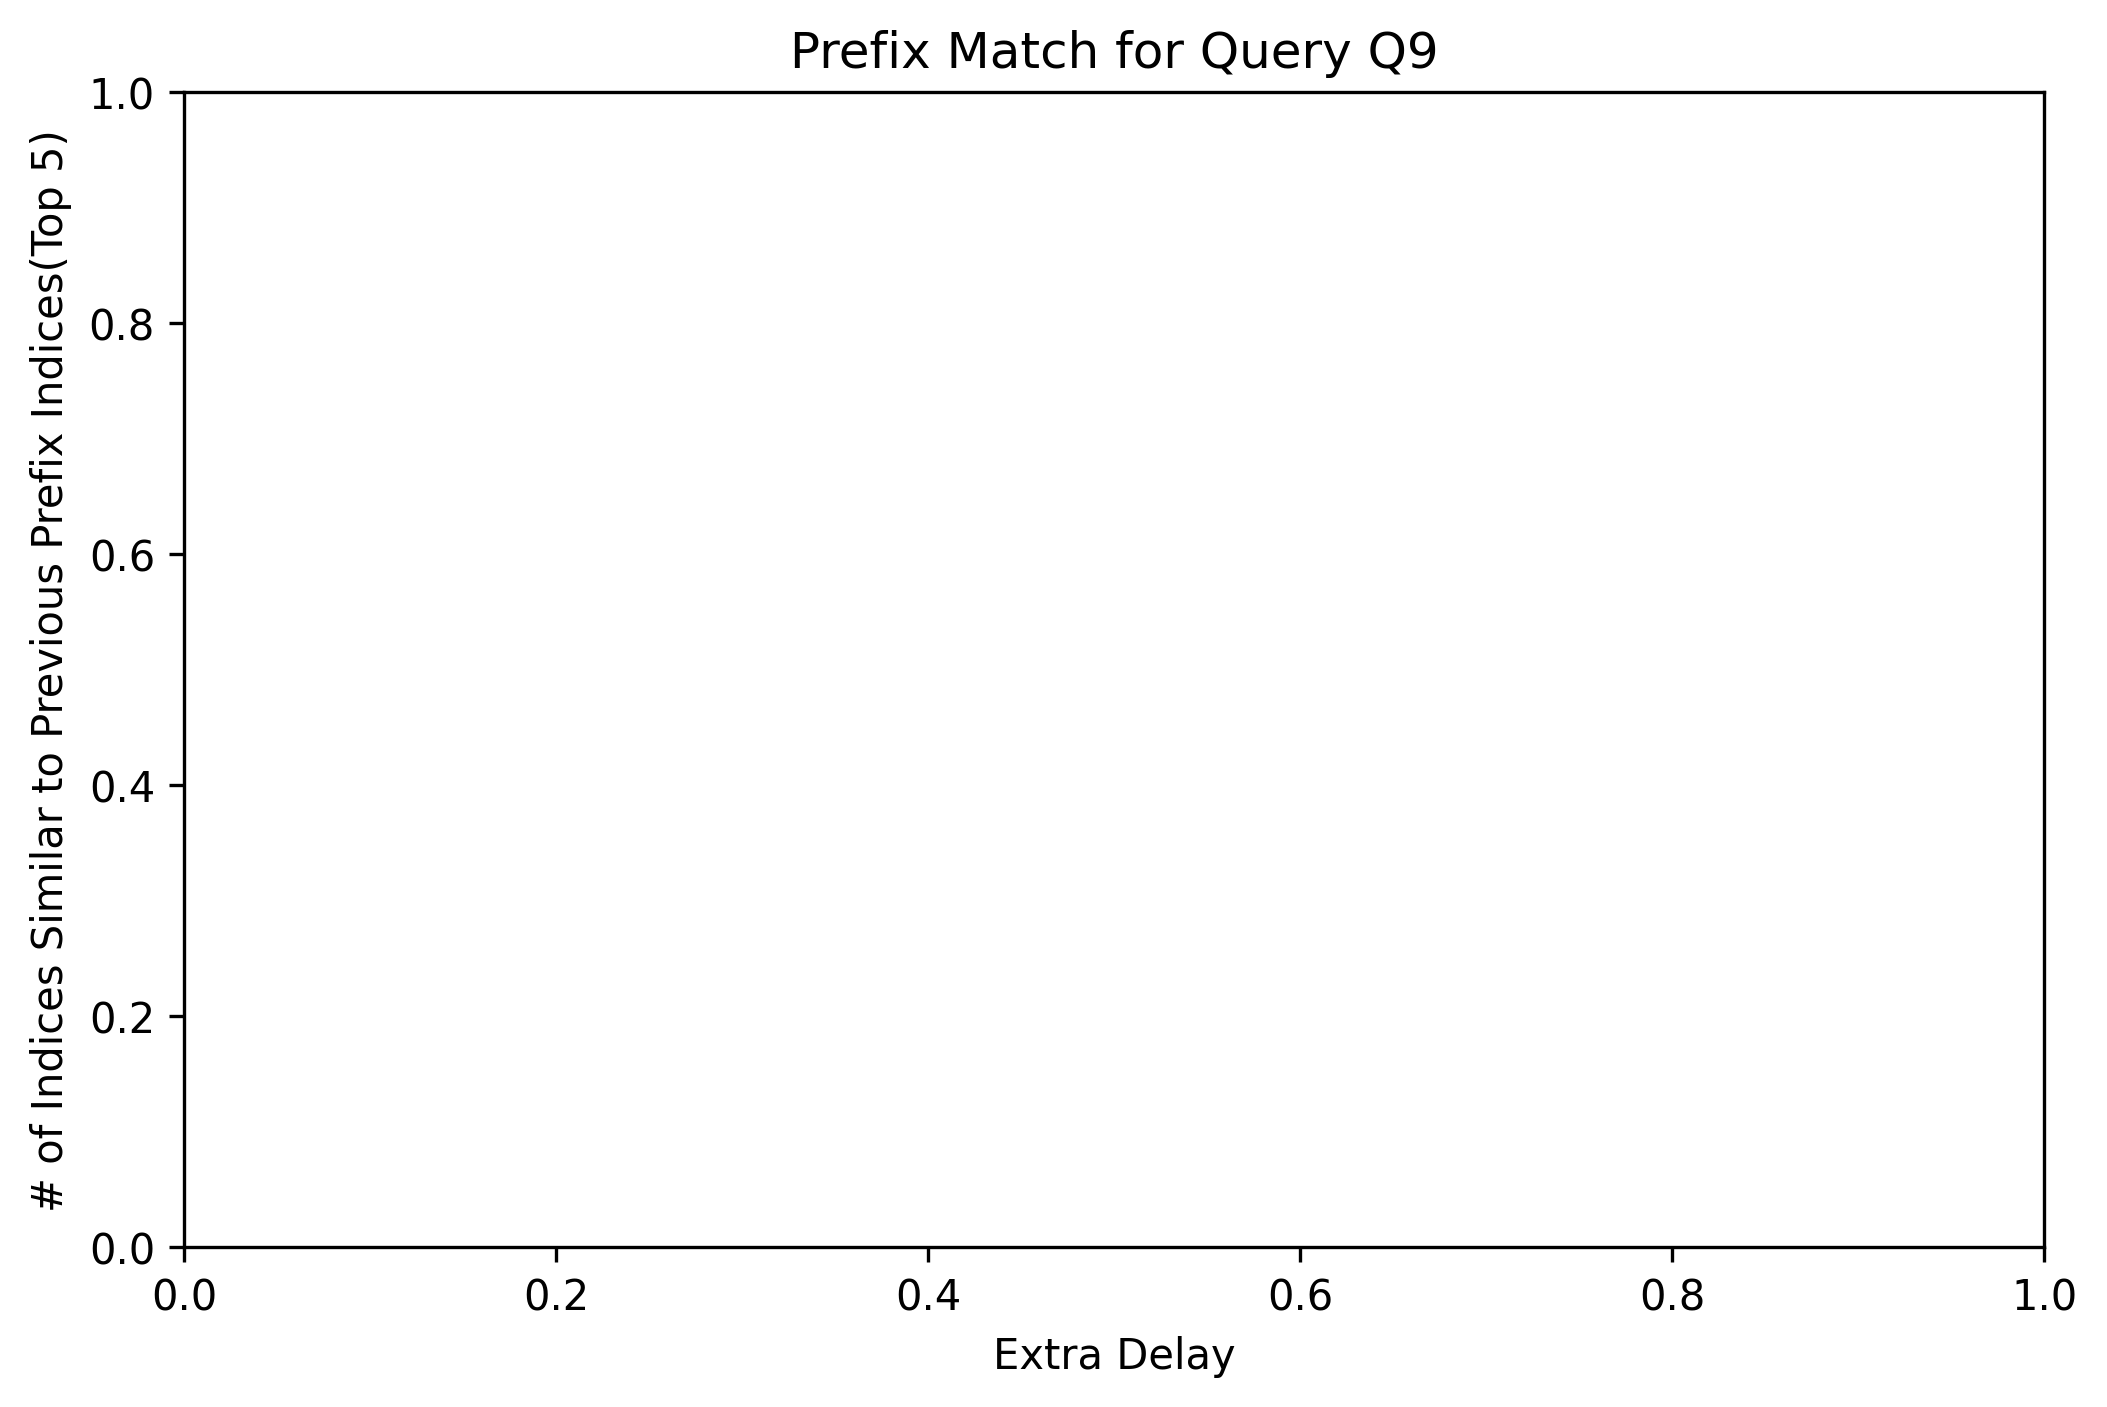 Prefix Match for Query Q9
# of Indices Similar to Previous Prefix Indices(Top 5)
1.0
0.8
0.6
0.4
0.2
0.0
0.0 0.2 0.4 0.6 0.8 1.0
Extra Delay